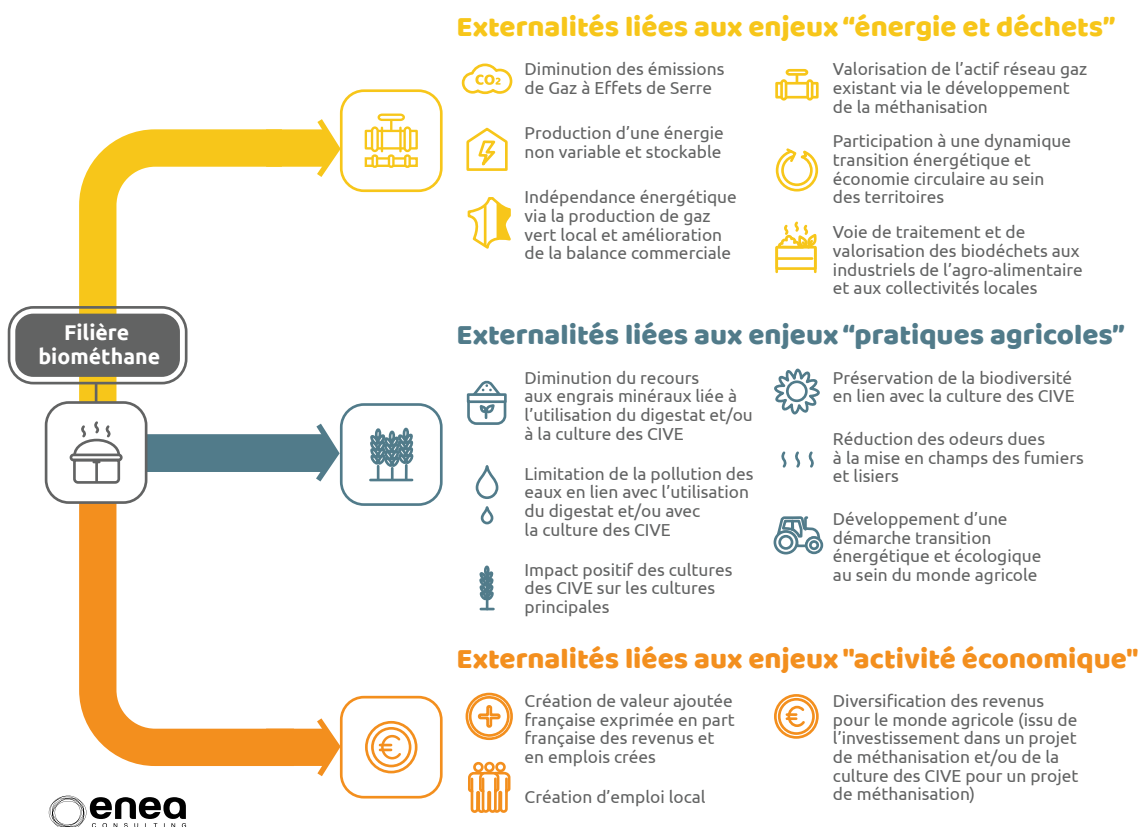 Externalités liées aux enjeux “énergie et déchets”
CO2
Diminution des émissions
de Gaz à Effets de Serre
Production d’une énergie
non variable et stockable
Indépendance énergétique
via la production de gaz
vert local et amélioration
de la balance commerciale
Valorisation de l’actif réseau gaz
existant via le développement
de la méthanisation
Participation à une dynamique
transition énergétique et
économie circulaire au sein
des territoires
Voie de traitement et de
valorisation des biodéchets aux
industriels de l’agro-alimentaire
et aux collectivités locales
Filière
biométhane
Externalités liées aux enjeux “pratiques agricoles”
Diminution du recours
aux engrais minéraux liée à
l’utilisation du digestat et/ou
à la culture des CIVE
Limitation de la pollution des
eaux en lien avec l’utilisation
du digestat et/ou avec
la culture des CIVE
Impact positif des cultures
des CIVE sur les cultures
principales
Préservation de la biodiversité
en lien avec la culture des CIVE
Réduction des odeurs dues
à la mise en champs des fumiers
et lisiers
Développement d’une
démarche transition
énergétique et écologique
au sein du monde agricole
Externalités liées aux enjeux "activité économique"
Création de valeur ajoutée
française exprimée en part
française des revenus et
en emplois crées
Création d’emploi local
€
Diversification des revenus
pour le monde agricole (issu de
l’investissement dans un projet
de méthanisation et/ou de la
culture des CIVE pour un projet
de méthanisation)
€
enea
CONSULTING